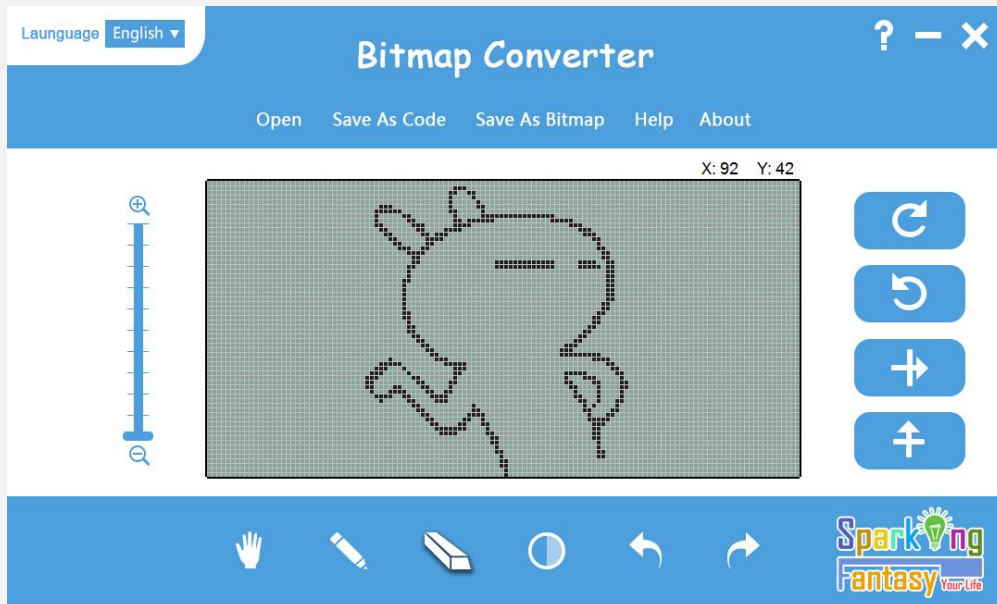 Launguage English ▼
Bitmap Converter
? − ×
Open Save As Code Save As Bitmap Help About
X: 92 Y: 42
Sparking
Fantasy Your Life